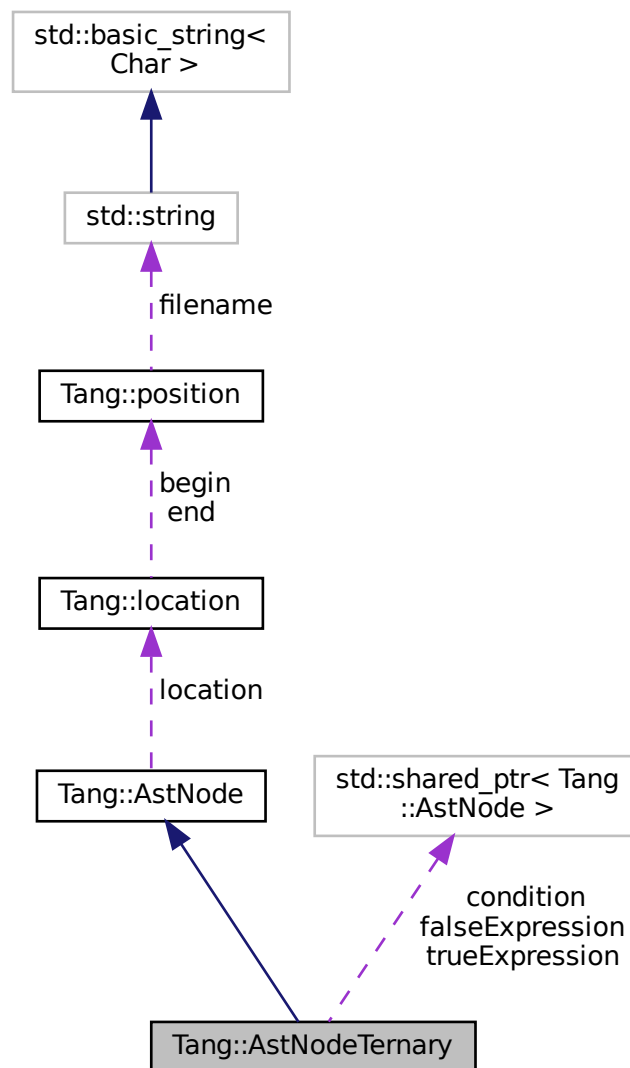 std::basic_string<
Char >
std::string
filename
Tang::position
begin
end
Tang::location
location
Tang::AstNode
std::shared_ptr< Tang
::AstNode >
condition
falseExpression
trueExpression
Tang::AstNodeTernary